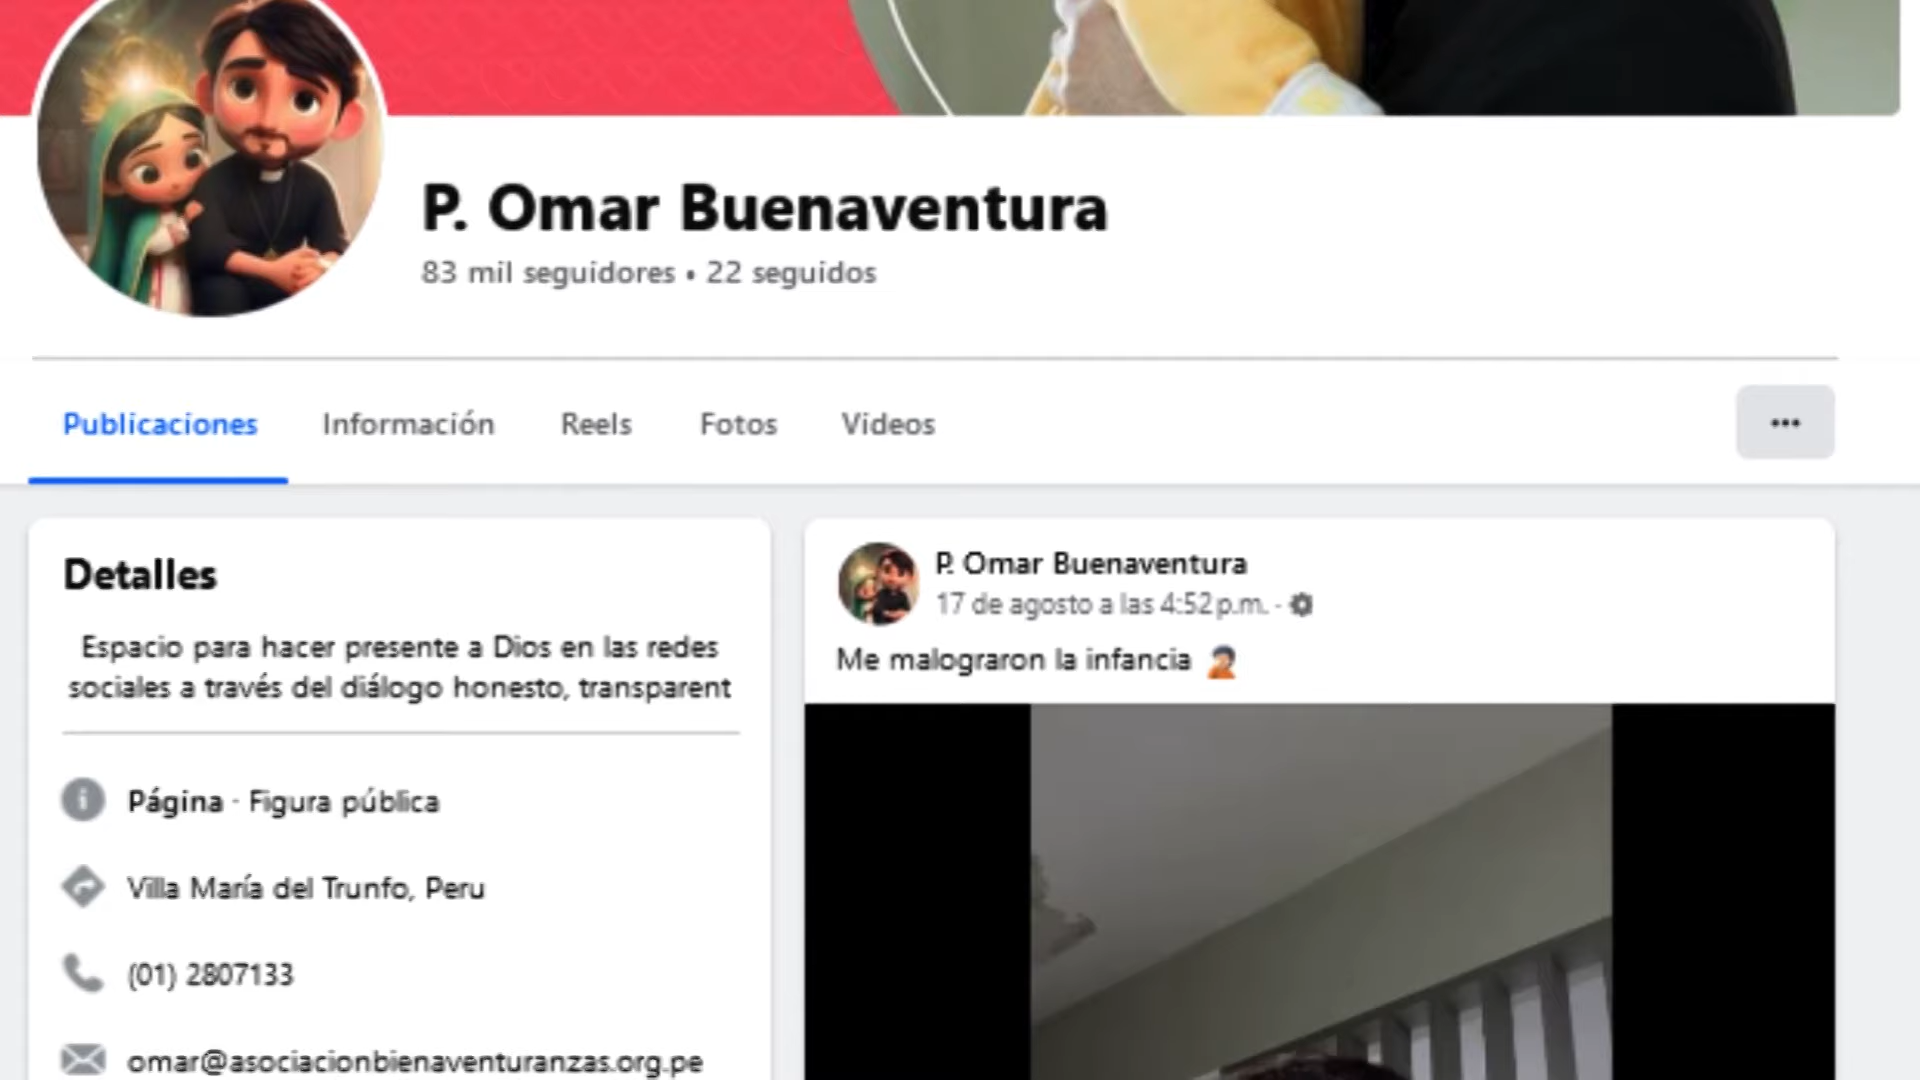 P. Omar Buenaventura
83 mil seguidores • 22 seguidos
Publicaciones Información Reels Fotos Videos
Detalles
Espacio para hacer presente a Dios en las redes
sociales a través del diálogo honesto, transparent
Página · Figura pública
Villa María del Trunfo, Peru
(01) 2807133
omar@asociacionbienaventuranzas.org.pe
P. Omar Buenaventura
17 de agosto a las 4:52 p.m. ·
Me malograron la infancia